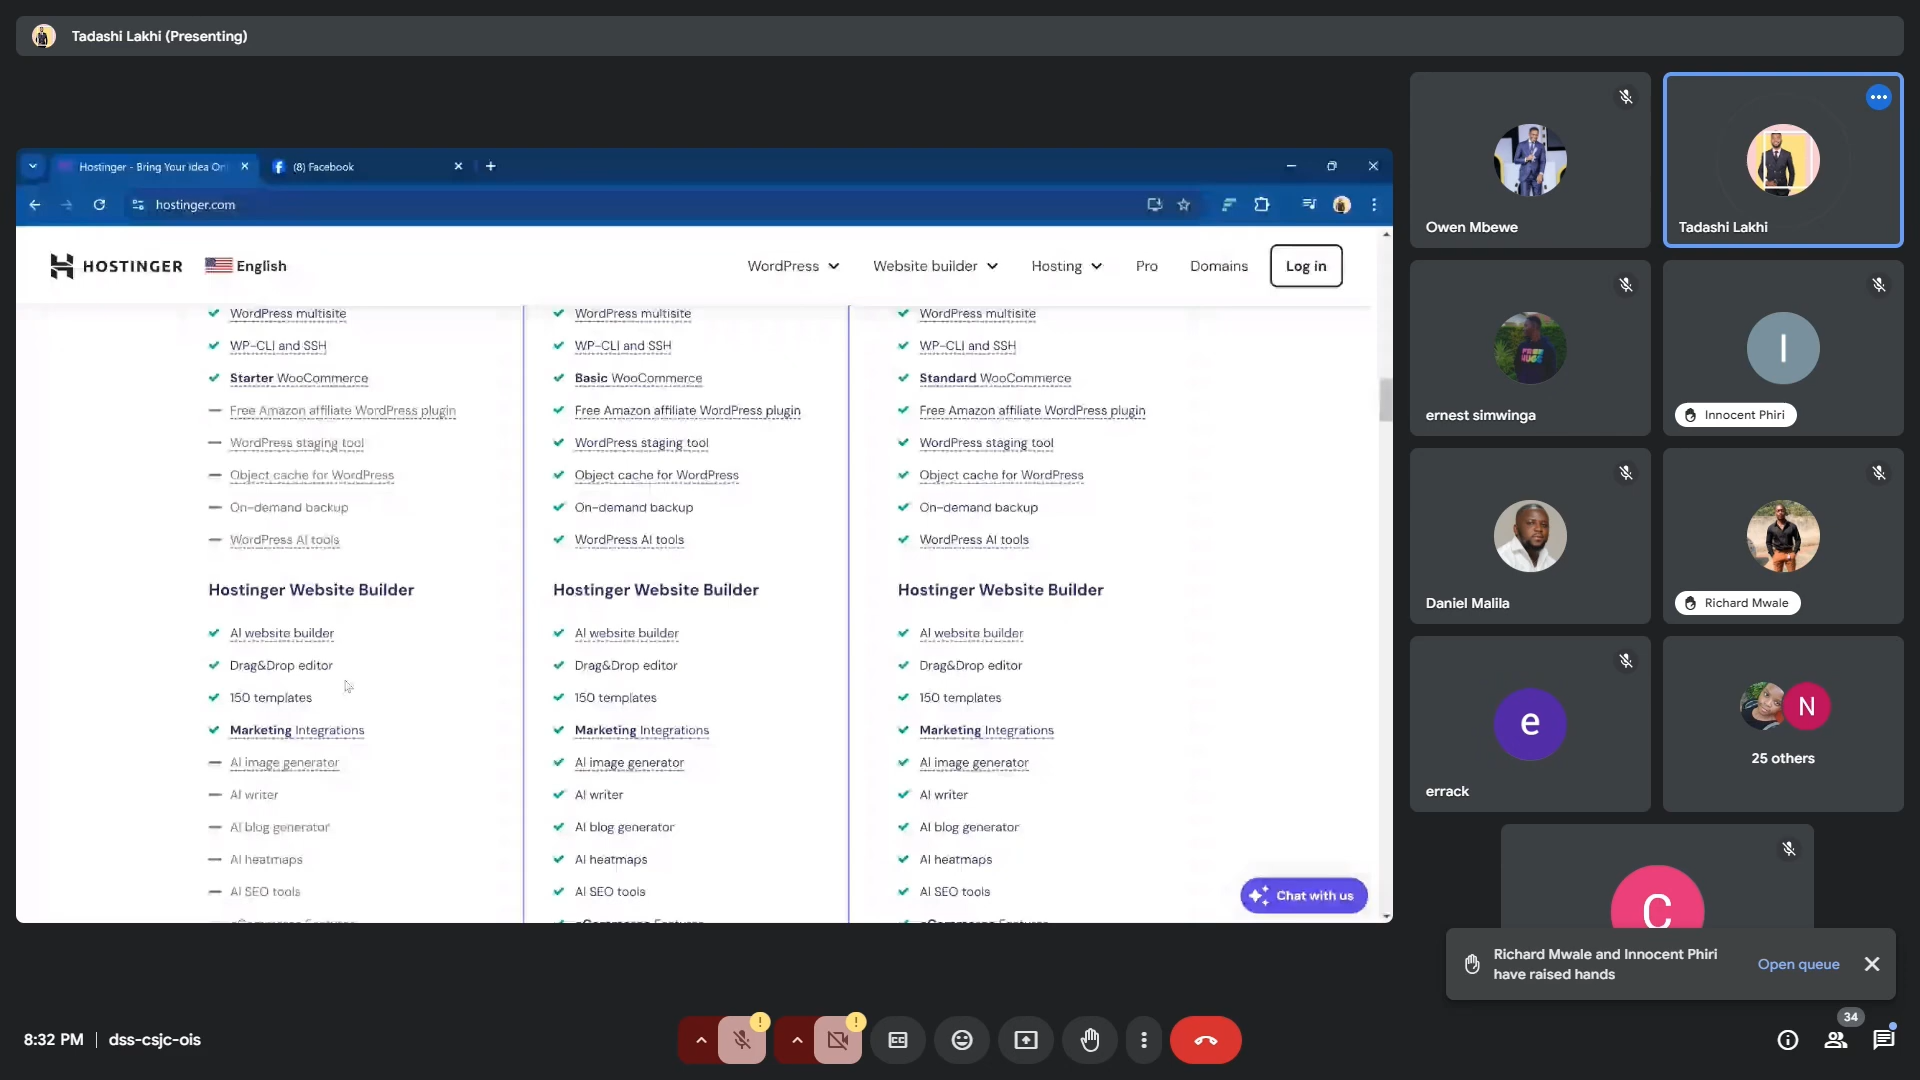 Tadashi Lakhi (Presenting)
Hostinger - Bring Your Idea On
(8) Facebook
hostinger.com
HOSTINGER
English
WordPress
Website builder
Hosting
Pro
Domains
Log in
WordPress multisite
WP-CLI and SSH
Starter WooCommerce
Free Amazon affiliate WordPress plugin
WordPress staging tool
Object cache for WordPress
On-demand backup
WordPress AI tools
Hostinger Website Builder
AI website builder
Drag&Drop editor
150 templates
Marketing Integrations
AI image generator
AI writer
AI blog generator
AI heatmaps
AI SEO tools
WordPress multisite
WP-CLI and SSH
Basic WooCommerce
Free Amazon affiliate WordPress plugin
WordPress staging tool
Object cache for WordPress
On-demand backup
WordPress AI tools
Hostinger Website Builder
AI website builder
Drag&Drop editor
150 templates
Marketing Integrations
AI image generator
AI writer
AI blog generator
AI heatmaps
AI SEO tools
WordPress multisite
WP-CLI and SSH
Standard WooCommerce
Free Amazon affiliate WordPress plugin
WordPress staging tool
Object cache for WordPress
On-demand backup
WordPress AI tools
Hostinger Website Builder
AI website builder
Drag&Drop editor
150 templates
Marketing Integrations
AI image generator
AI writer
AI blog generator
AI heatmaps
AI SEO tools
Chat with us
Owen Mbewe
Tadashi Lakhi
ernest simwinga
I
Innocent Phiri
Daniel Malila
Richard Mwale
e
errack
N
25 others
C
Richard Mwale and Innocent Phiri
have raised hands
Open queue
8:32 PM
dss-csjc-ois
34